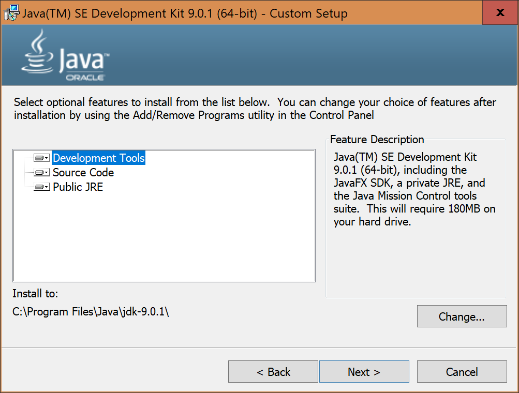 Java(TM) SE Development Kit 9.0.1 (64-bit) - Custom Setup
x
Java™
ORACLE
Select optional features to install from the list below.  You can change your choice of features after
installation by using the Add/Remove Programs utility in the Control Panel
Development Tools
Source Code
Public JRE
Feature Description
Java(TM) SE Development Kit
9.0.1 (64-bit), including the
JavaFX SDK, a private JRE, and
the Java Mission Control tools
suite.  This will require 180MB on
your hard drive.
Install to:
C:\Program Files\Java\jdk-9.0.1\
Change...
< Back
Next >
Cancel